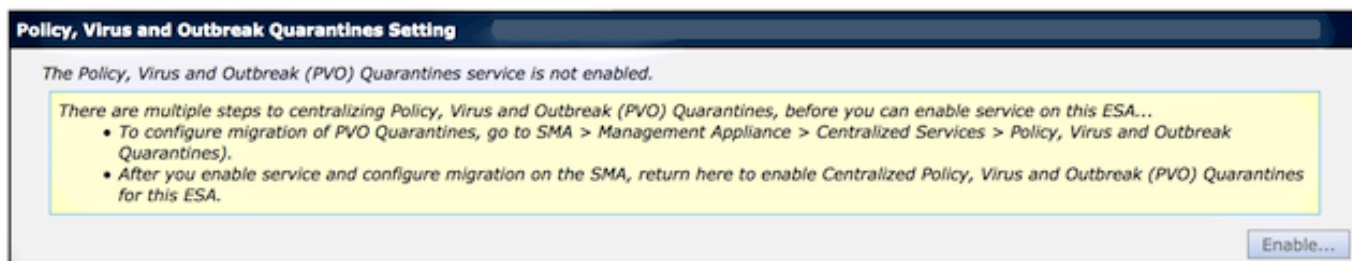 Policy, Virus and Outbreak Quarantines Setting
The Policy, Virus and Outbreak (PVO) Quarantines service is not enabled.
There are multiple steps to centralizing Policy, Virus and Outbreak (PVO) Quarantines, before you can enable service on this ESA...
• To configure migration of PVO Quarantines, go to SMA > Management Appliance > Centralized Services > Policy, Virus and Outbreak
Quarantines).
• After you enable service and configure migration on the SMA, return here to enable Centralized Policy, Virus and Outbreak (PVO) Quarantines
for this ESA.
Enable...